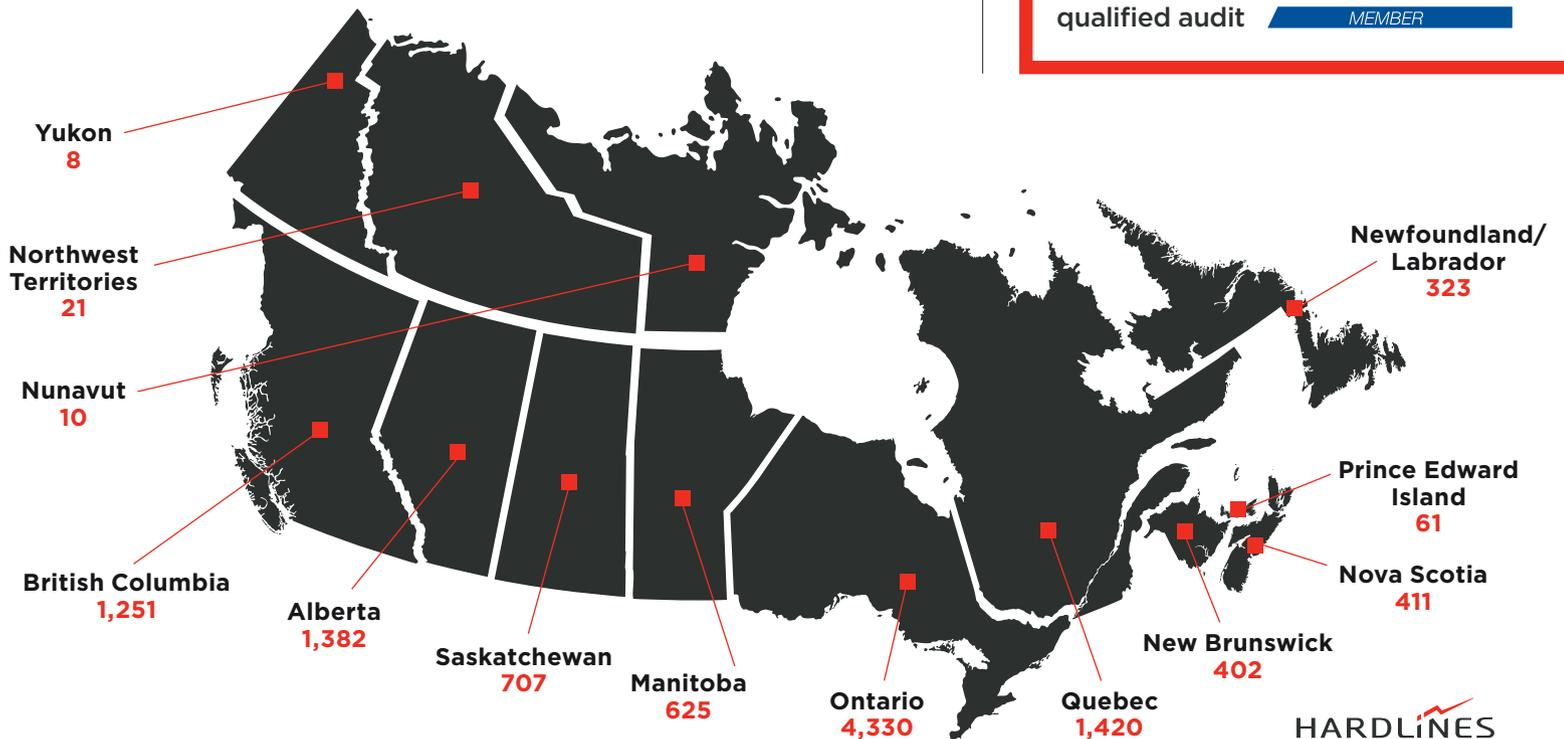 qualified audit
MEMBER
Yukon
8
Northwest
Territories
21
Nunavut
10
British Columbia
1,251
Alberta
1,382
Saskatchewan
707
Manitoba
625
Ontario
4,330
Quebec
1,420
New Brunswick
402
Nova Scotia
411
Prince Edward
Island
61
Newfoundland/
Labrador
323
HARDLiNES